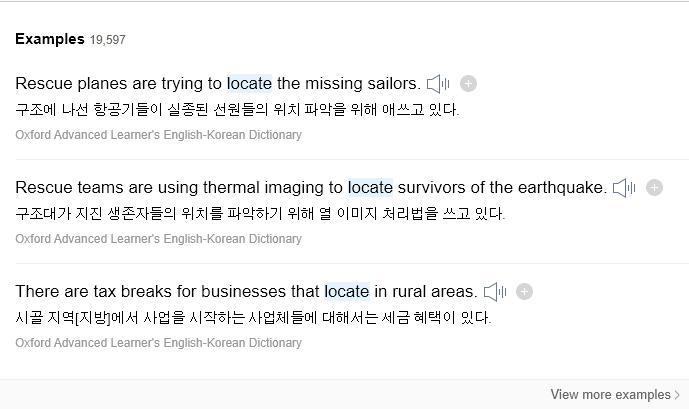 Examples 19,597
Rescue planes are trying to locate the missing sailors.
구조에 나선 항공기들이 실종된 선원들의 위치 파악을 위해 애쓰고 있다.
Oxford Advanced Learner's English-Korean Dictionary
Rescue teams are using thermal imaging to locate survivors of the earthquake.
구조대가 지진 생존자들의 위치를 파악하기 위해 열 이미지 처리법을 쓰고 있다.
Oxford Advanced Learner's English-Korean Dictionary
There are tax breaks for businesses that locate in rural areas.
시골 지역[지방]에서 사업을 시작하는 사업체들에 대해서는 세금 혜택이 있다.
Oxford Advanced Learner's English-Korean Dictionary
View more examples